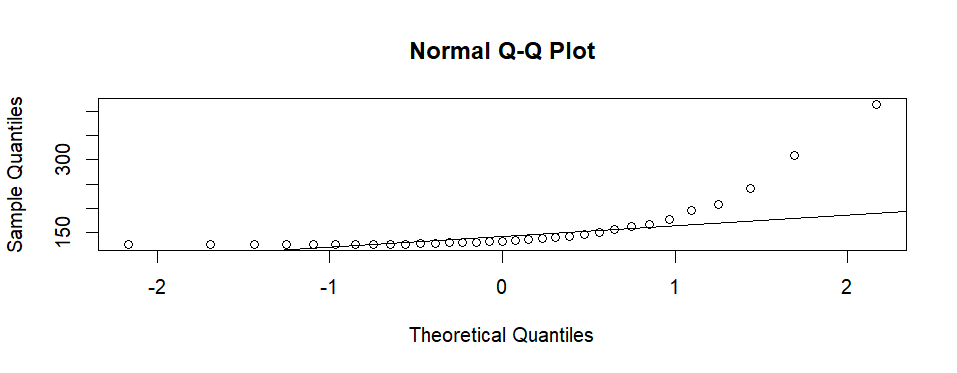 Normal Q-Q Plot
Sample Quantiles
300
150
-2 -1 0 1 2
Theoretical Quantiles